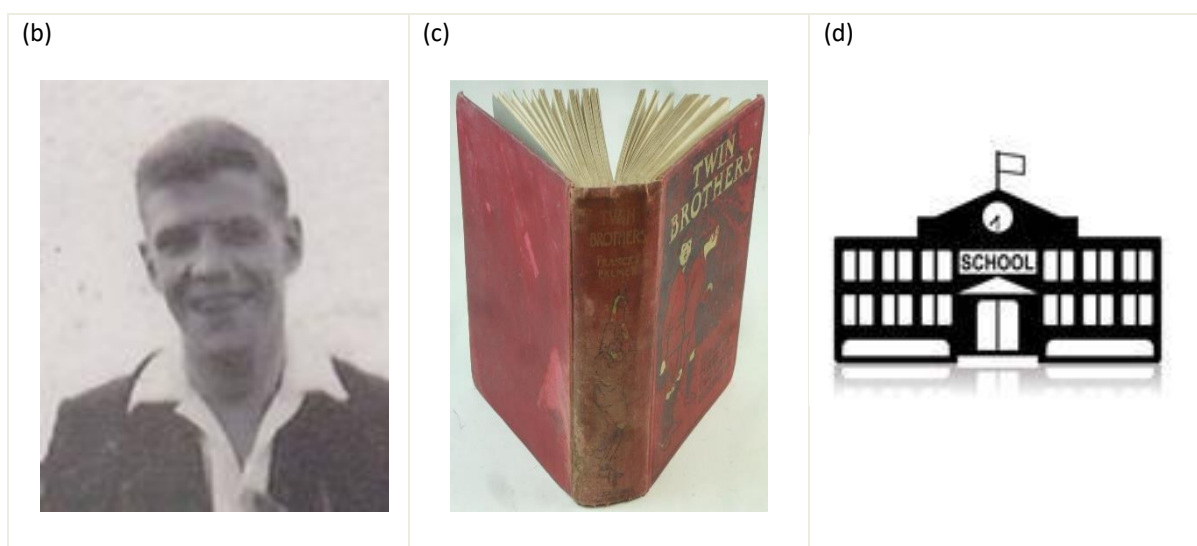 (b)
(c)
(d)
TWIN
BROTHERS
TWIN
BROTHERS
FRANCES
PALMER
SCHOOL